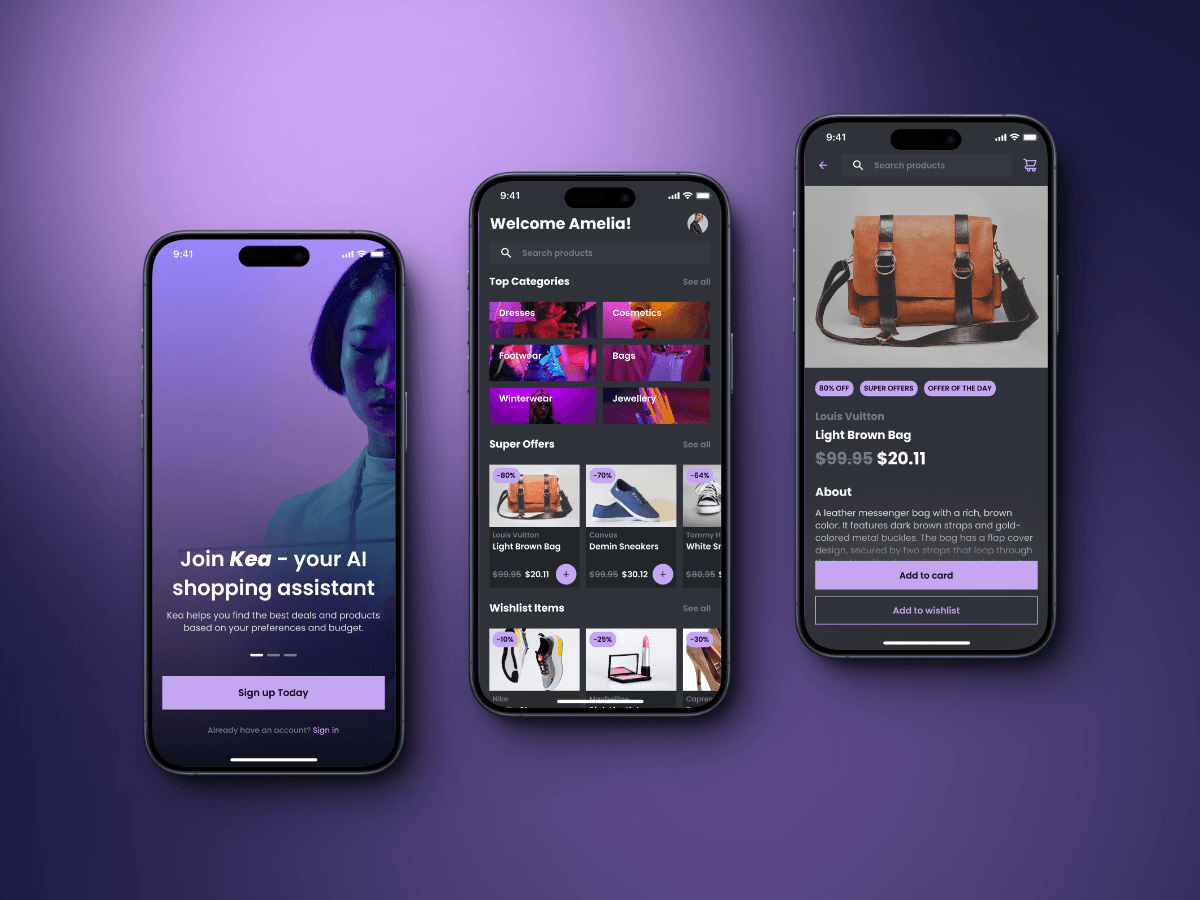 9:41
Join Kea - your AI
shopping assistant
Kea helps you find the best deals and products
based on your preferences and budget.
Sign up Today
Already have an account? Sign in
9:41
Welcome Amelia!
Search products
Top Categories See all
Dresses Cosmetics
Footwear Bags
Winterwear Jewellery
Super Offers See all
-80% -70% -64%
Louis Vuitton Canvas Tommy H
Light Brown Bag Demin Sneakers White Sn
$99.95 $20.11 + $99.95 $30.12 + $80.95
Wishlist Items See all
-10% -25% -30%
Nike Maybelline Capres
9:41
Search products
80% OFF SUPER OFFERS OFFER OF THE DAY
Louis Vuitton
Light Brown Bag
$99.95 $20.11
About
A leather messenger bag with a rich, brown
color. It features dark brown straps and gold-
colored metal buckles. The bag has a flap cover
design, secured by two straps that loop through
Add to card
Add to wishlist